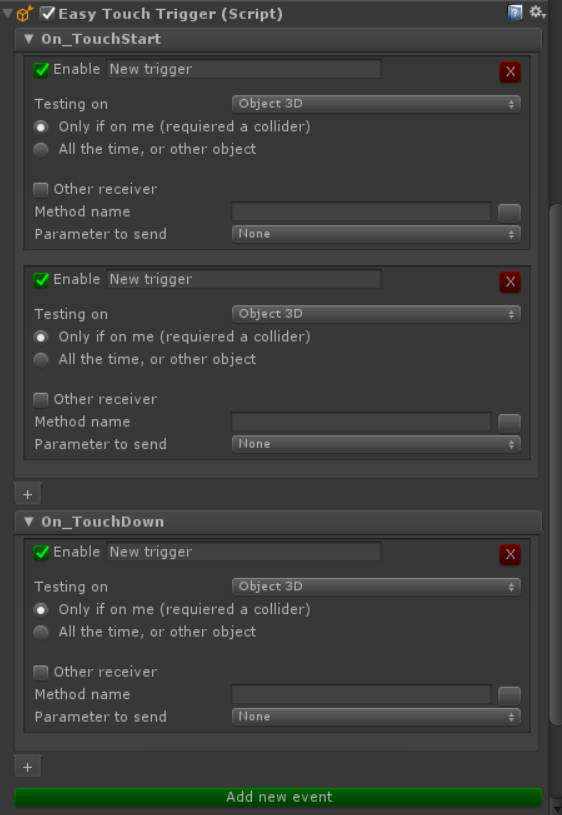 Easy Touch Trigger (Script)
On_TouchStart
Enable New trigger X
Testing on Object 3D
Only if on me (requiered a collider)
All the time, or other object
Other receiver
Method name
Parameter to send None
Enable New trigger X
Testing on Object 3D
Only if on me (requiered a collider)
All the time, or other object
Other receiver
Method name
Parameter to send None
+
On_TouchDown
Enable New trigger X
Testing on Object 3D
Only if on me (requiered a collider)
All the time, or other object
Other receiver
Method name
Parameter to send None
+
Add new event